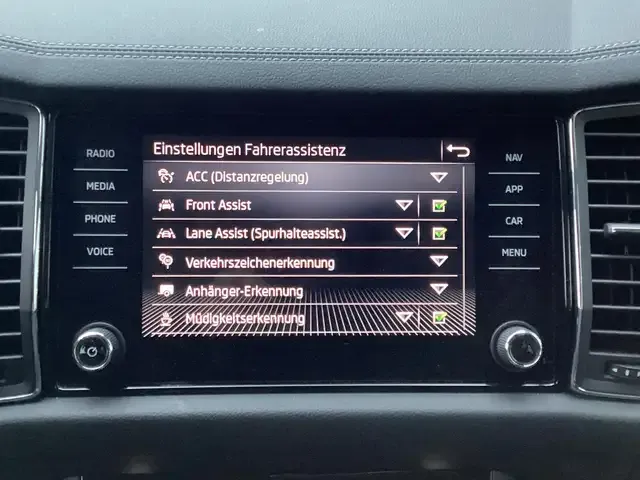 Einstellungen Fahrerassistenz
RADIO
NAV
ACC (Distanzregelung)
MEDIA
APP
Front Assist
PHONE
CAR
Lane Assist (Spurhalteassist.)
VOICE
MENU
Verkehrszeichenerkennung
Anhänger-Erkennung
Müdigkeitserkennung